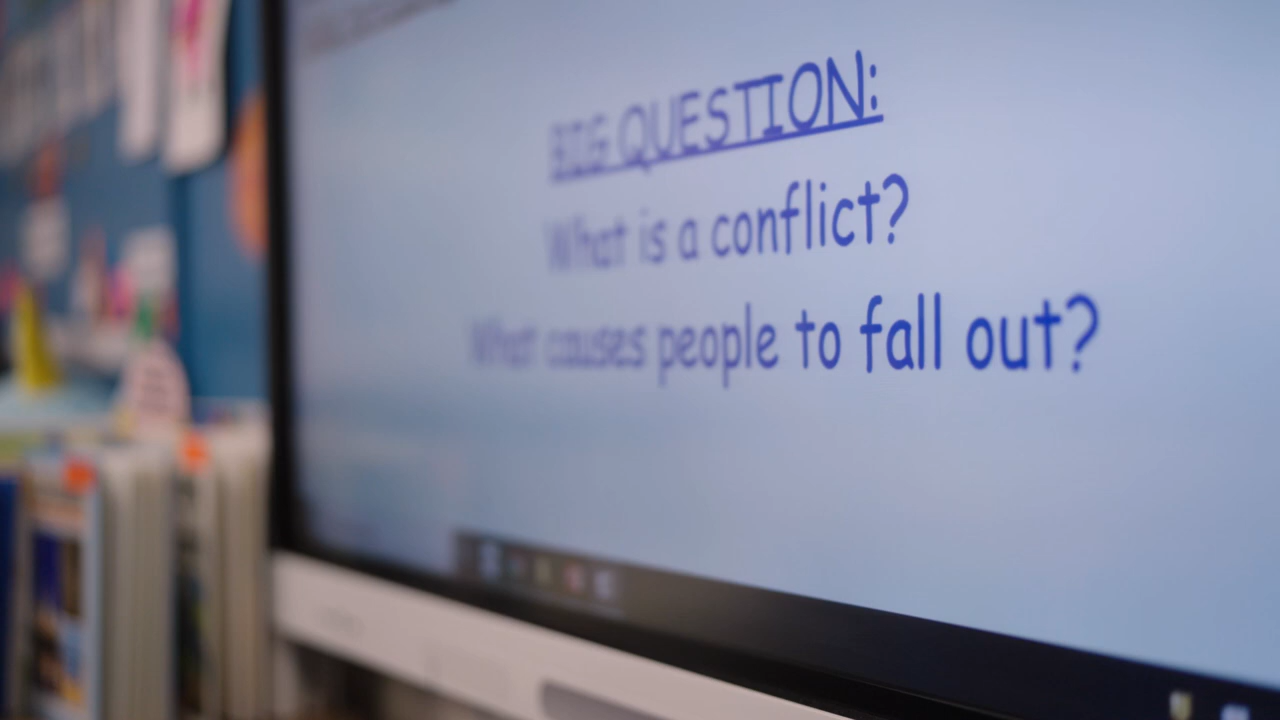 BIG QUESTION:
What is a conflict?
What causes people to fall out?